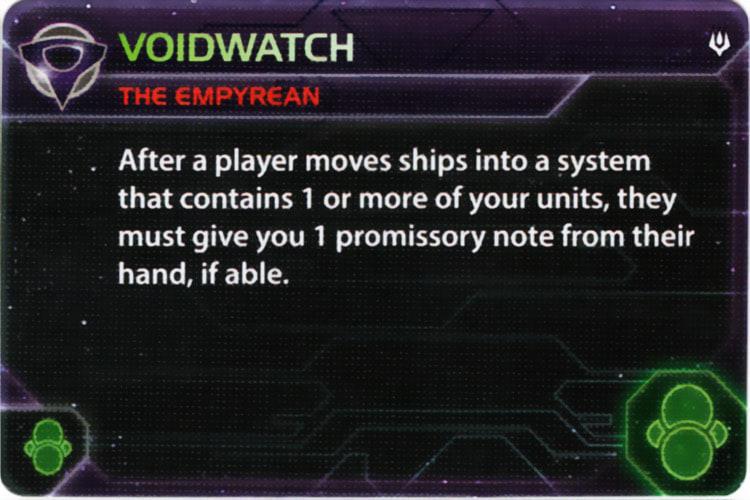 VOIDWATCH
THE EMPYREAN
After a player moves ships into a system
that contains 1 or more of your units, they
must give you 1 promissory note from their
hand, if able.